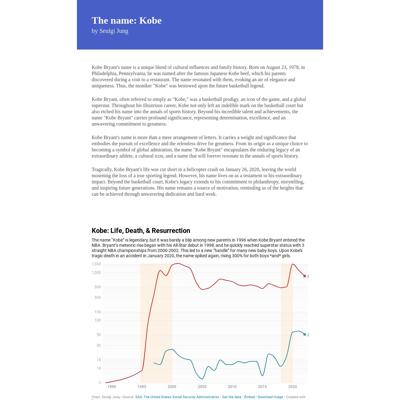 The name: Kobe
by Seulgi Jung
Kobe Bryant's name is a unique blend of cultural influences and family history. Born on August 23, 1978, in
Philadelphia, Pennsylvania, he was named after the famous Japanese Kobe beef, which his parents
discovered during a visit to a restaurant. The name resonated with them, evoking an air of elegance and
uniqueness. Thus, the moniker "Kobe" was bestowed upon the future basketball legend.
Kobe Bryant, often referred to simply as "Kobe," was a basketball prodigy, an icon of the game, and a global
superstar. Throughout his illustrious career, Kobe not only left an indelible mark on the basketball court but
also etched his name into the annals of sports history. Beyond his incredible talent and achievements, the
name "Kobe Bryant" carries profound significance, representing determination, excellence, and an
unwavering commitment to greatness.
Kobe Bryant's name is more than a mere arrangement of letters. It carries a weight and significance that
embodies the pursuit of excellence and the relentless drive for greatness. From its origin as a unique choice to
becoming a symbol of global admiration, the name "Kobe Bryant" encapsulates the enduring legacy of an
extraordinary athlete, a cultural icon, and a name that will forever resonate in the annals of sports history.
Tragically, Kobe Bryant's life was cut short in a helicopter crash on January 26, 2020, leaving the world
mourning the loss of a true sporting legend. However, his name lives on as a testament to his extraordinary
impact. Beyond the basketball court, Kobe's legacy extends to his commitment to philanthropy, storytelling,
and inspiring future generations. His name remains a source of motivation, reminding us of the heights that
can be achieved through unwavering dedication and hard work.
Kobe: Life, Death, & Resurrection
The name "Kobe" is legendary, but it was barely a blip among new parents in 1996 when Kobe Bryant entered the
NBA. Bryant's meteoric rise began with his All-Star debut in 1998, and he quickly reached superstar status with 3
straight NBA championships from 2000-2002. This led to a new "handle" for many new baby boys. Upon Kobe's
tragic death in an accident in January 2020, the name spiked again, rising 300% for both boys *and* girls.
1,000
500
100
50
10
5
1990
1995
2000
2005
2010
2015
2020
Chart: Seulgi Jung • Source: SSA: The United States Social Security Administration • Get the data • Embed • Download image • Created with